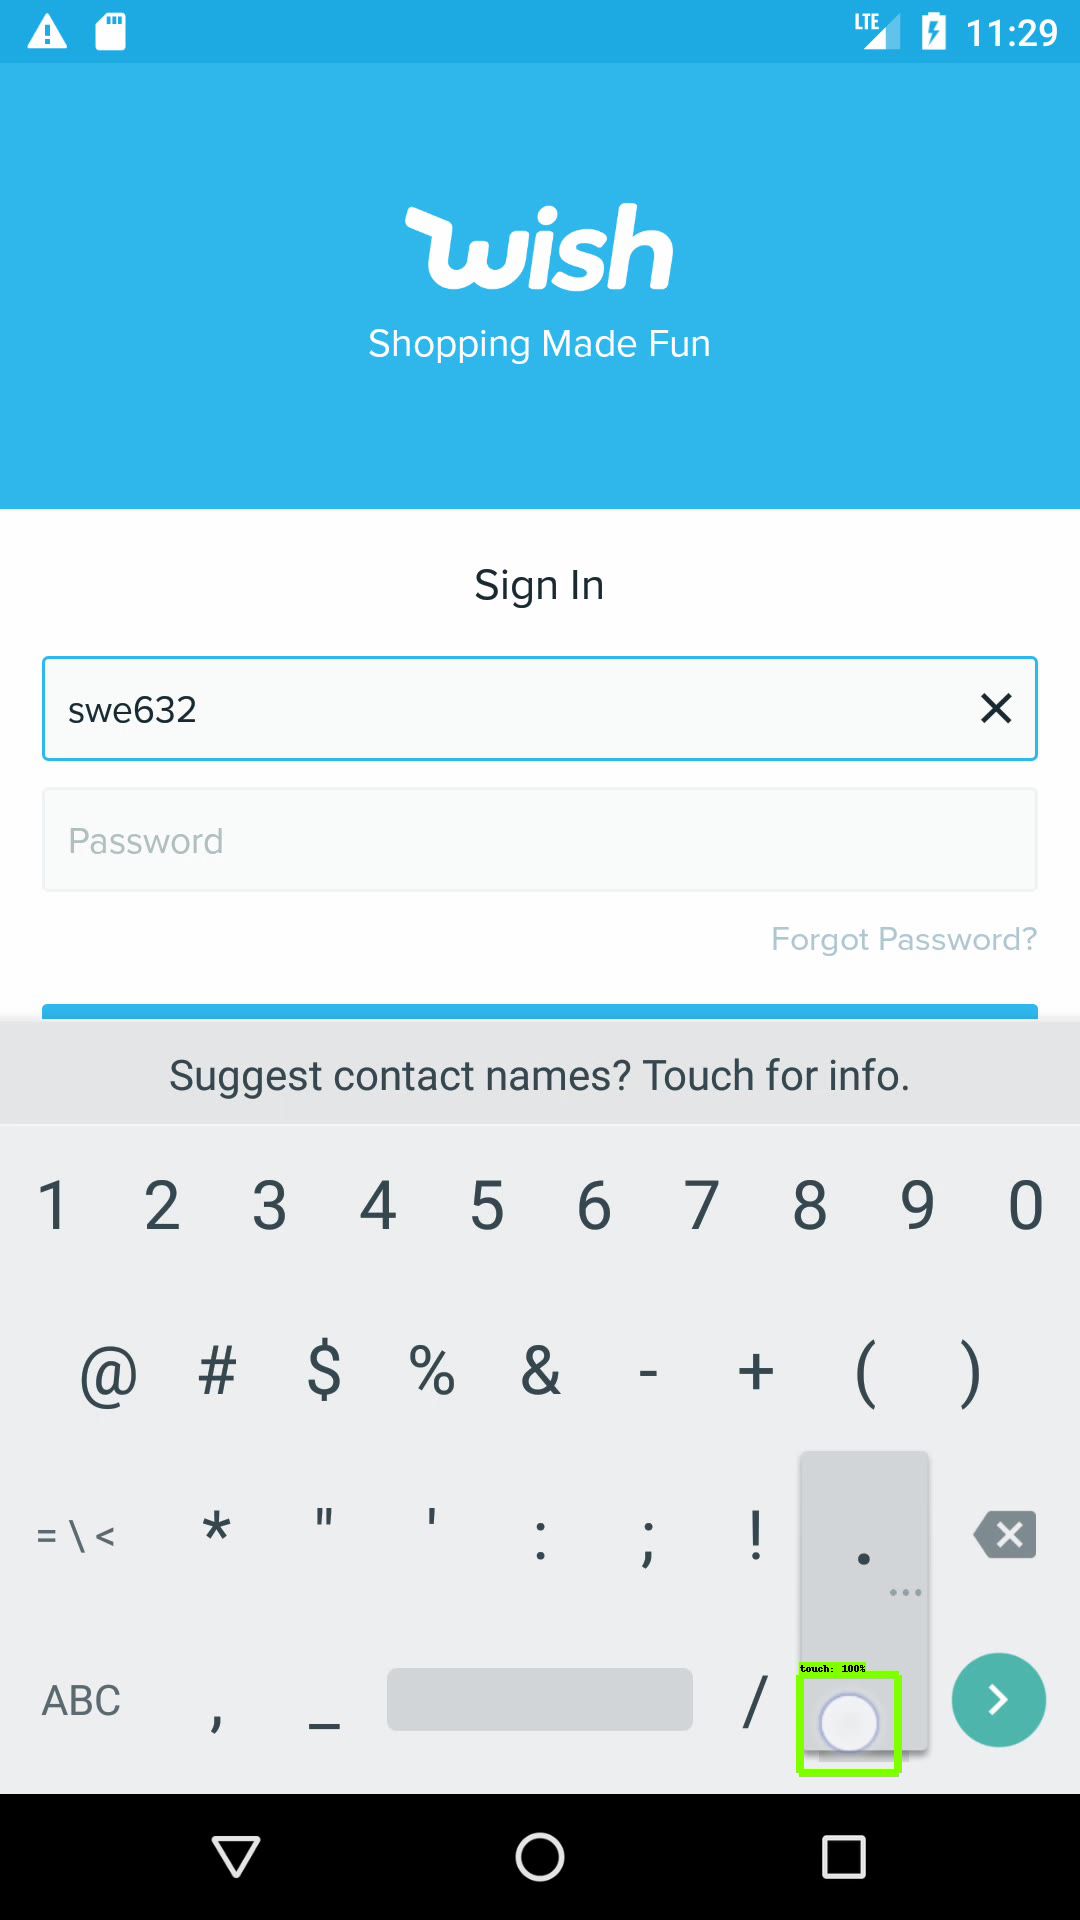 LTE 11:29
wish
Shopping Made Fun
Sign In
swe632
Password
Forgot Password?
Suggest contact names? Touch for info.
1 2 3 4 5 6 7 8 9 0
@ # $ % & - + ( )
= \ < * " ' : ; ! .
...
touch: 100%
ABC , _ /